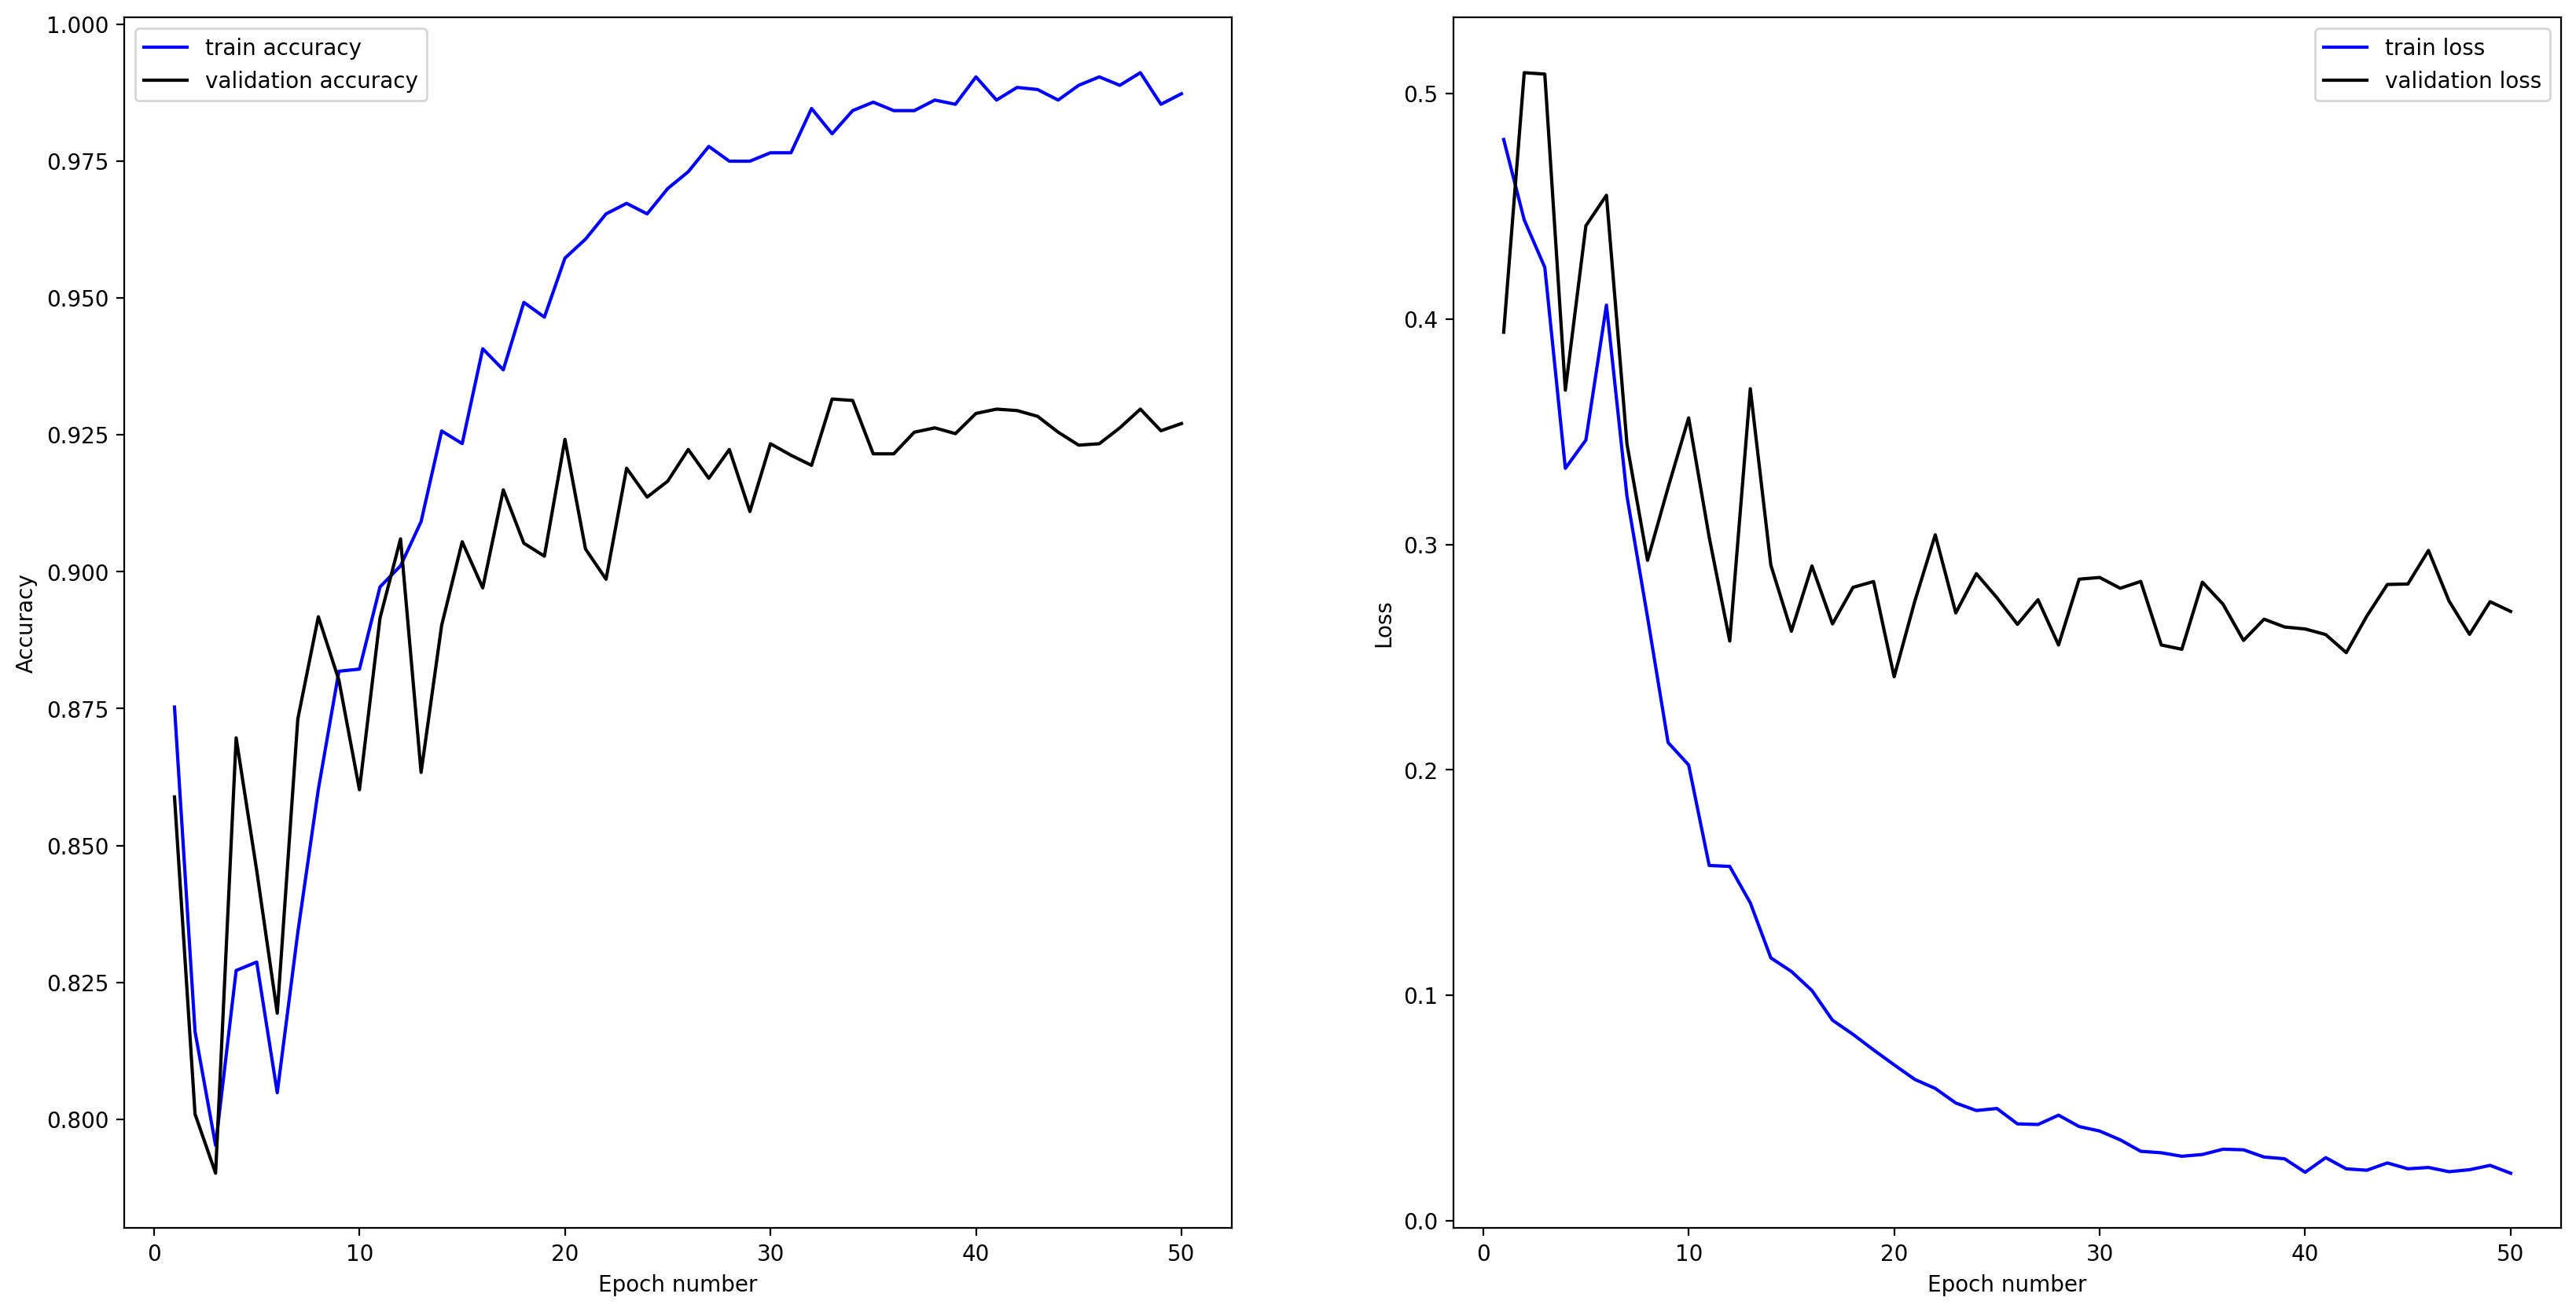 train accuracy
validation accuracy
1.000
0.975
0.950
0.925
0.900
0.875
0.850
0.825
0.800
Accuracy
0 10 20 30 40 50
Epoch number
train loss
validation loss
0.5
0.4
0.3
0.2
0.1
0.0
Loss
0 10 20 30 40 50
Epoch number